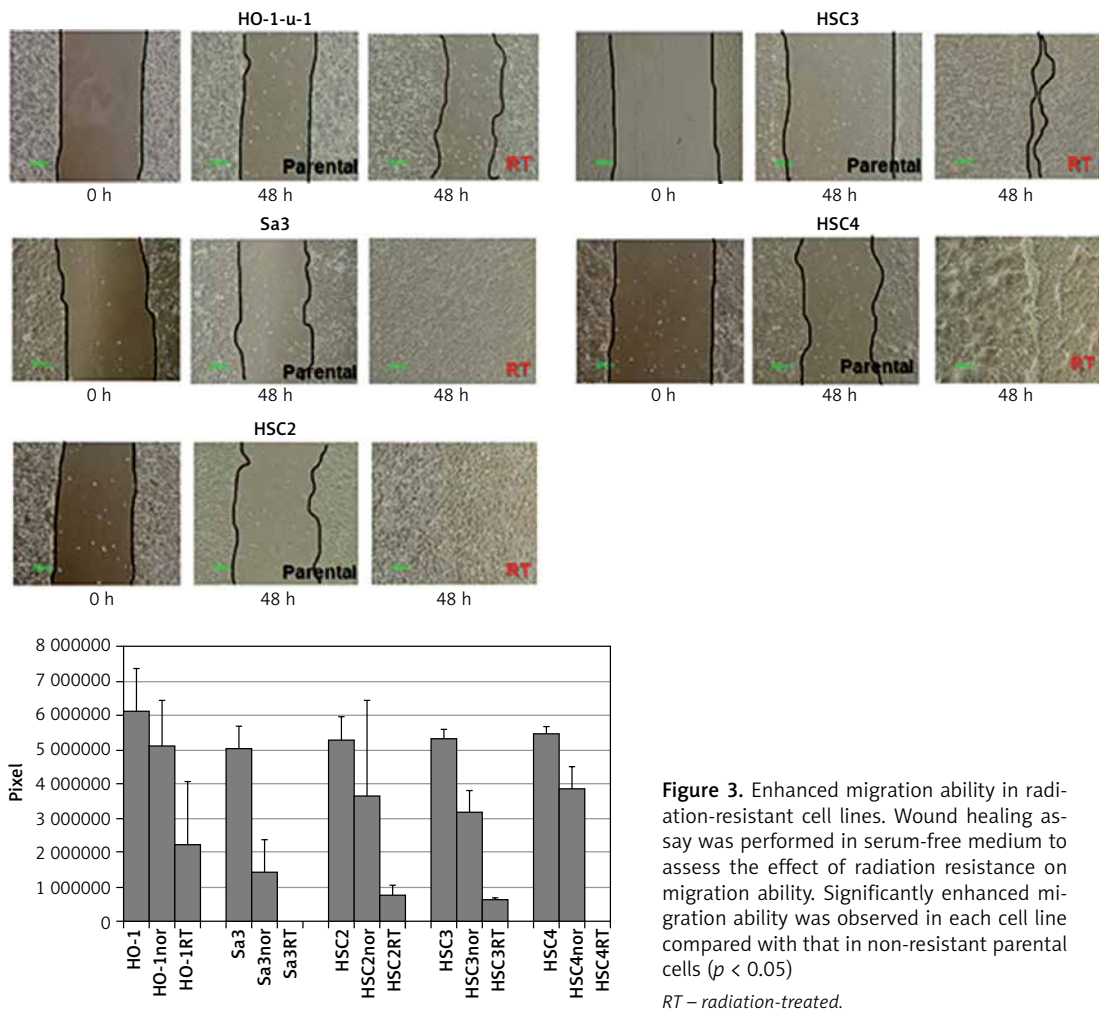 HO-1-u-1
HSC3
Parental
RT
Parental
RT
0 h
48 h
48 h
0 h
48 h
48 h
Sa3
HSC4
Parental
RT
Parental
RT
0 h
48 h
48 h
0 h
48 h
48 h
HSC2
Parental
RT
0 h
48 h
48 h
8 000000
7 000000
6 000000
5 000000
4 000000
3 000000
2 000000
1 000000
0
Pixel
HO-1
HO-1nor
HO-1RT
Sa3
Sa3nor
Sa3RT
HSC2
HSC2nor
HSC2RT
HSC3
HSC3nor
HSC3RT
HSC4
HSC4nor
HSC4RT
Figure 3. Enhanced migration ability in radi-
ation-resistant cell lines. Wound healing as-
say was performed in serum-free medium to
assess the effect of radiation resistance on
migration ability. Significantly enhanced mi-
gration ability was observed in each cell line
compared with that in non-resistant parental
cells (p < 0.05)
RT – radiation-treated.